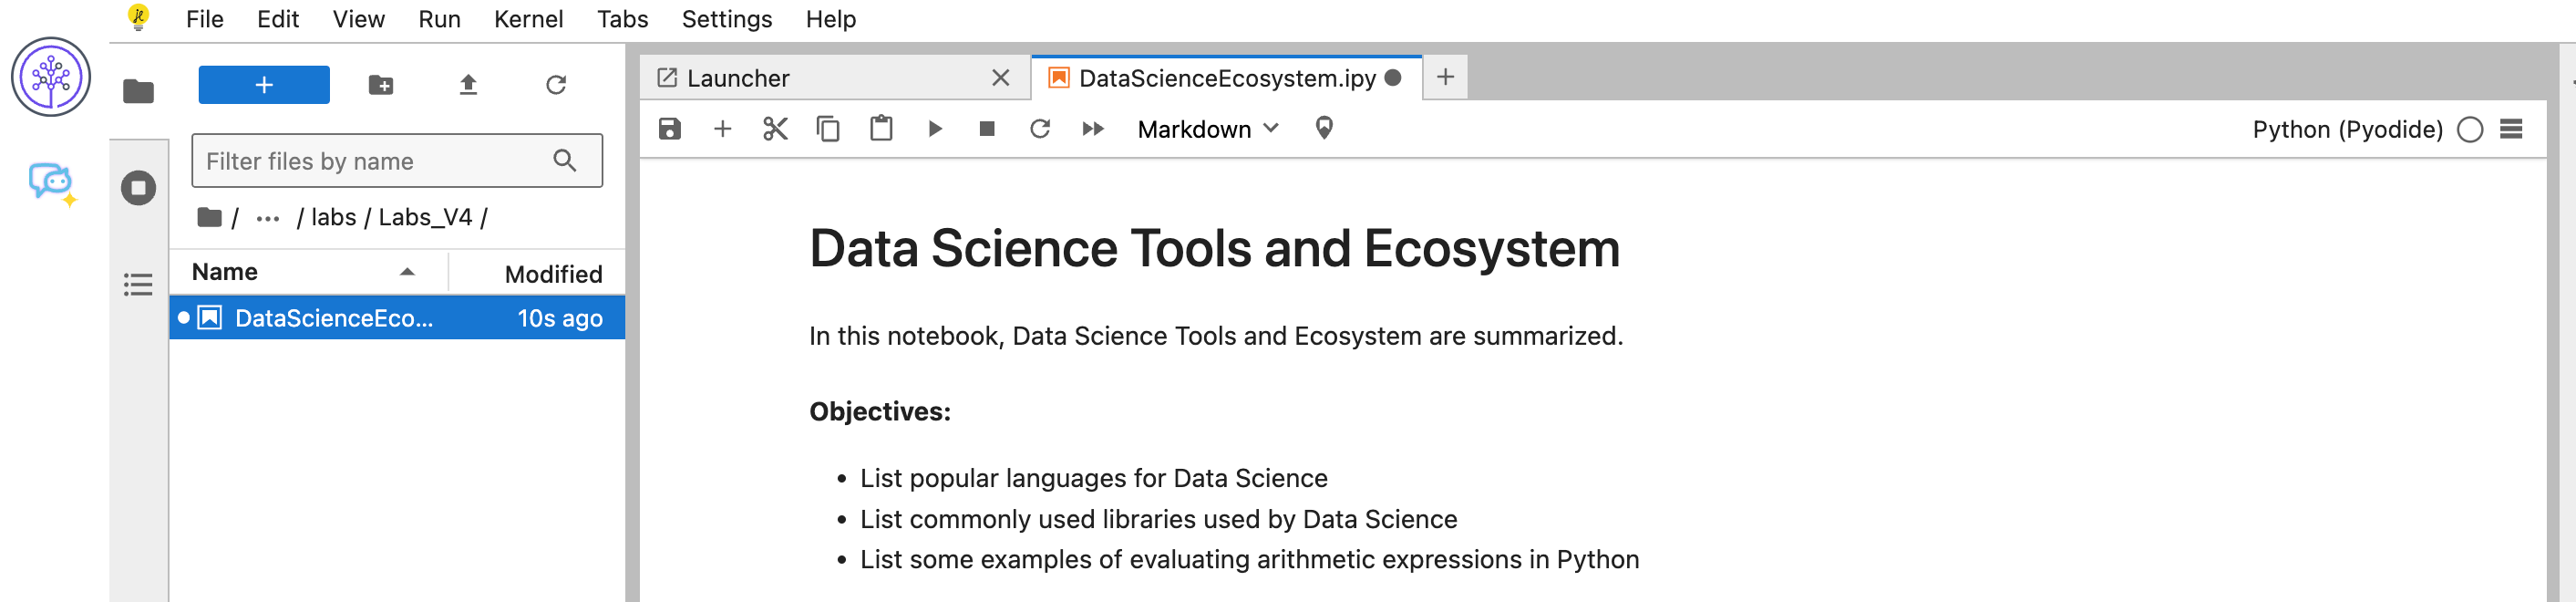 File Edit View Run Kernel Tabs Settings Help
Launcher
DataScienceEcosystem.ipy
Filter files by name
Markdown
Python (Pyodide)
/ ... / labs / Labs_V4 /
Name Modified
DataScienceEco... 10s ago
Data Science Tools and Ecosystem
In this notebook, Data Science Tools and Ecosystem are summarized.
Objectives:
• List popular languages for Data Science
• List commonly used libraries used by Data Science
• List some examples of evaluating arithmetic expressions in Python